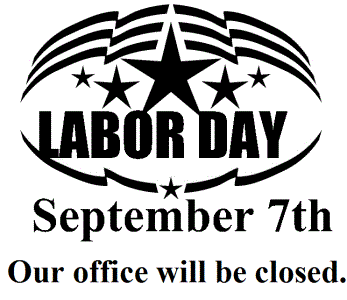 LABOR DAY
September 7th
Our office will be closed.